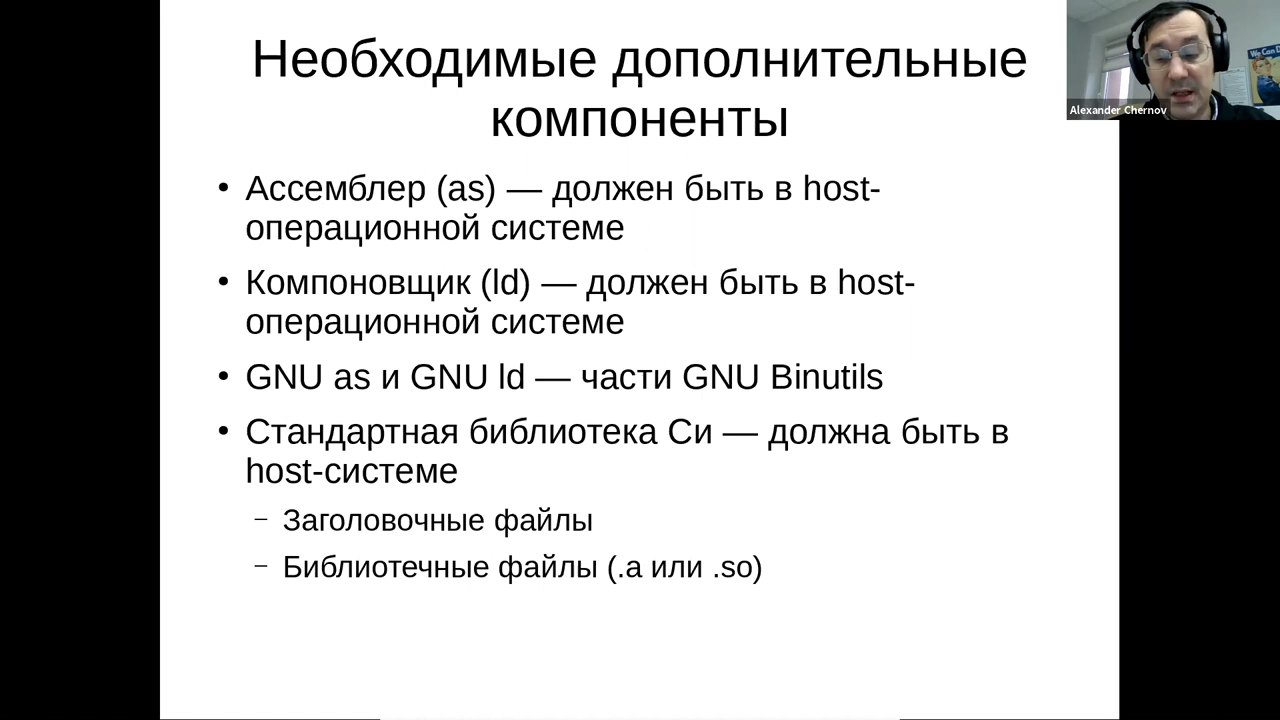 Необходимые дополнительные
компоненты
• Ассемблер (as) — должен быть в host-
операционной системе
• Компоновщик (ld) — должен быть в host-
операционной системе
• GNU as и GNU ld — части GNU Binutils
• Стандартная библиотека Си — должна быть в
host-системе
– Заголовочные файлы
– Библиотечные файлы (.a или .so)
We Can D
Alexander Chernov